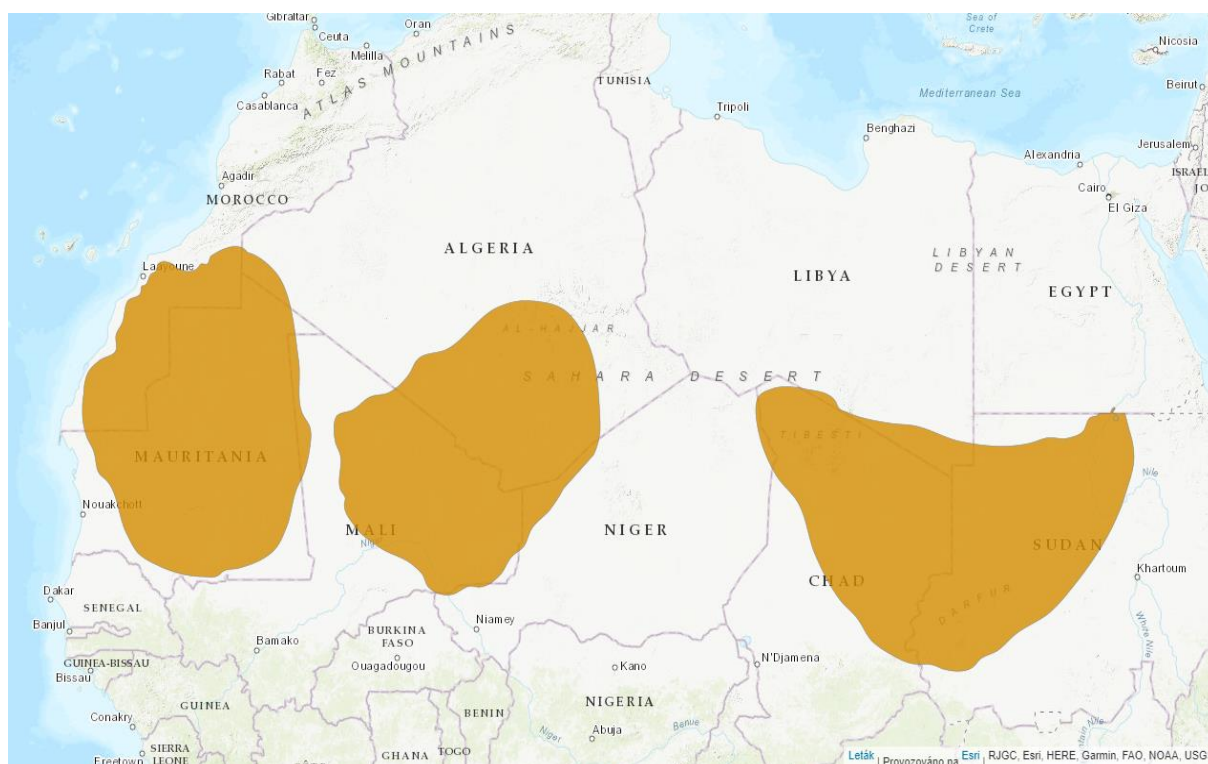 Gibraltar
Ceuta
Oran
Melilla
ATLAS MOUNTAINS
Rabat
Fez
Casablanca
TUNISIA
Sea of
Crete
Nicosia
Mediterranean Sea
Beirut
Tripoli
Benghazi
Alexandria
Jerusalem
ISRAEL
JO
Cairo
El Giza
Agadir
MOROCCO
ALGERIA
LIBYAN
DESERT
LIBYA
EGYPT
Laayoune
AL-HAJJAR
SAHARA DESERT
TIBESTI
MAURITANIA
Nile
Nouakchott
MALI
Niger
NIGER
SUDAN
CHAD
Khartoum
DARFUR
Dakar
SENEGAL
White Nile
Banjul
Niamey
BURKINA
FASO
Bamako
Ouagadougou
GUINEA-BISSAU
Bissau
Kano
N'Djamena
GUINEA
NIGERIA
BENIN
Conakry
Niger
Abuja
Benue
SIERRA
LEONE
Freetown
GHANA
TOGO
Leták | Provozováno na Esri | RJGC, Esri, HERE, Garmin, FAO, NOAA, USG